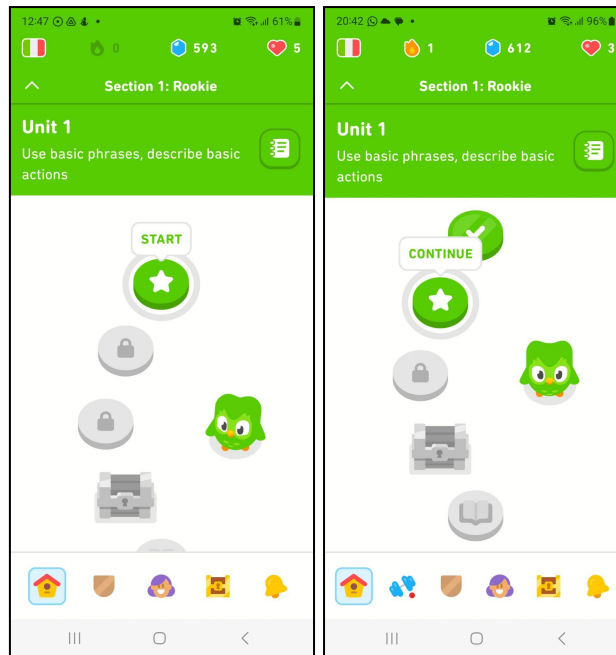 12:47 61%
0 593 5
Section 1: Rookie
Unit 1
Use basic phrases, describe basic
actions
START
20:42 96%
1 612 3
Section 1: Rookie
Unit 1
Use basic phrases, describe basic
actions
CONTINUE